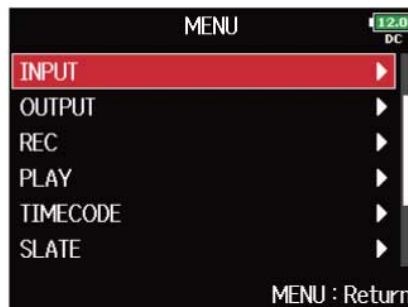 MENU
12.0
DC
INPUT
OUTPUT
REC
PLAY
TIMECODE
SLATE
MENU : Return